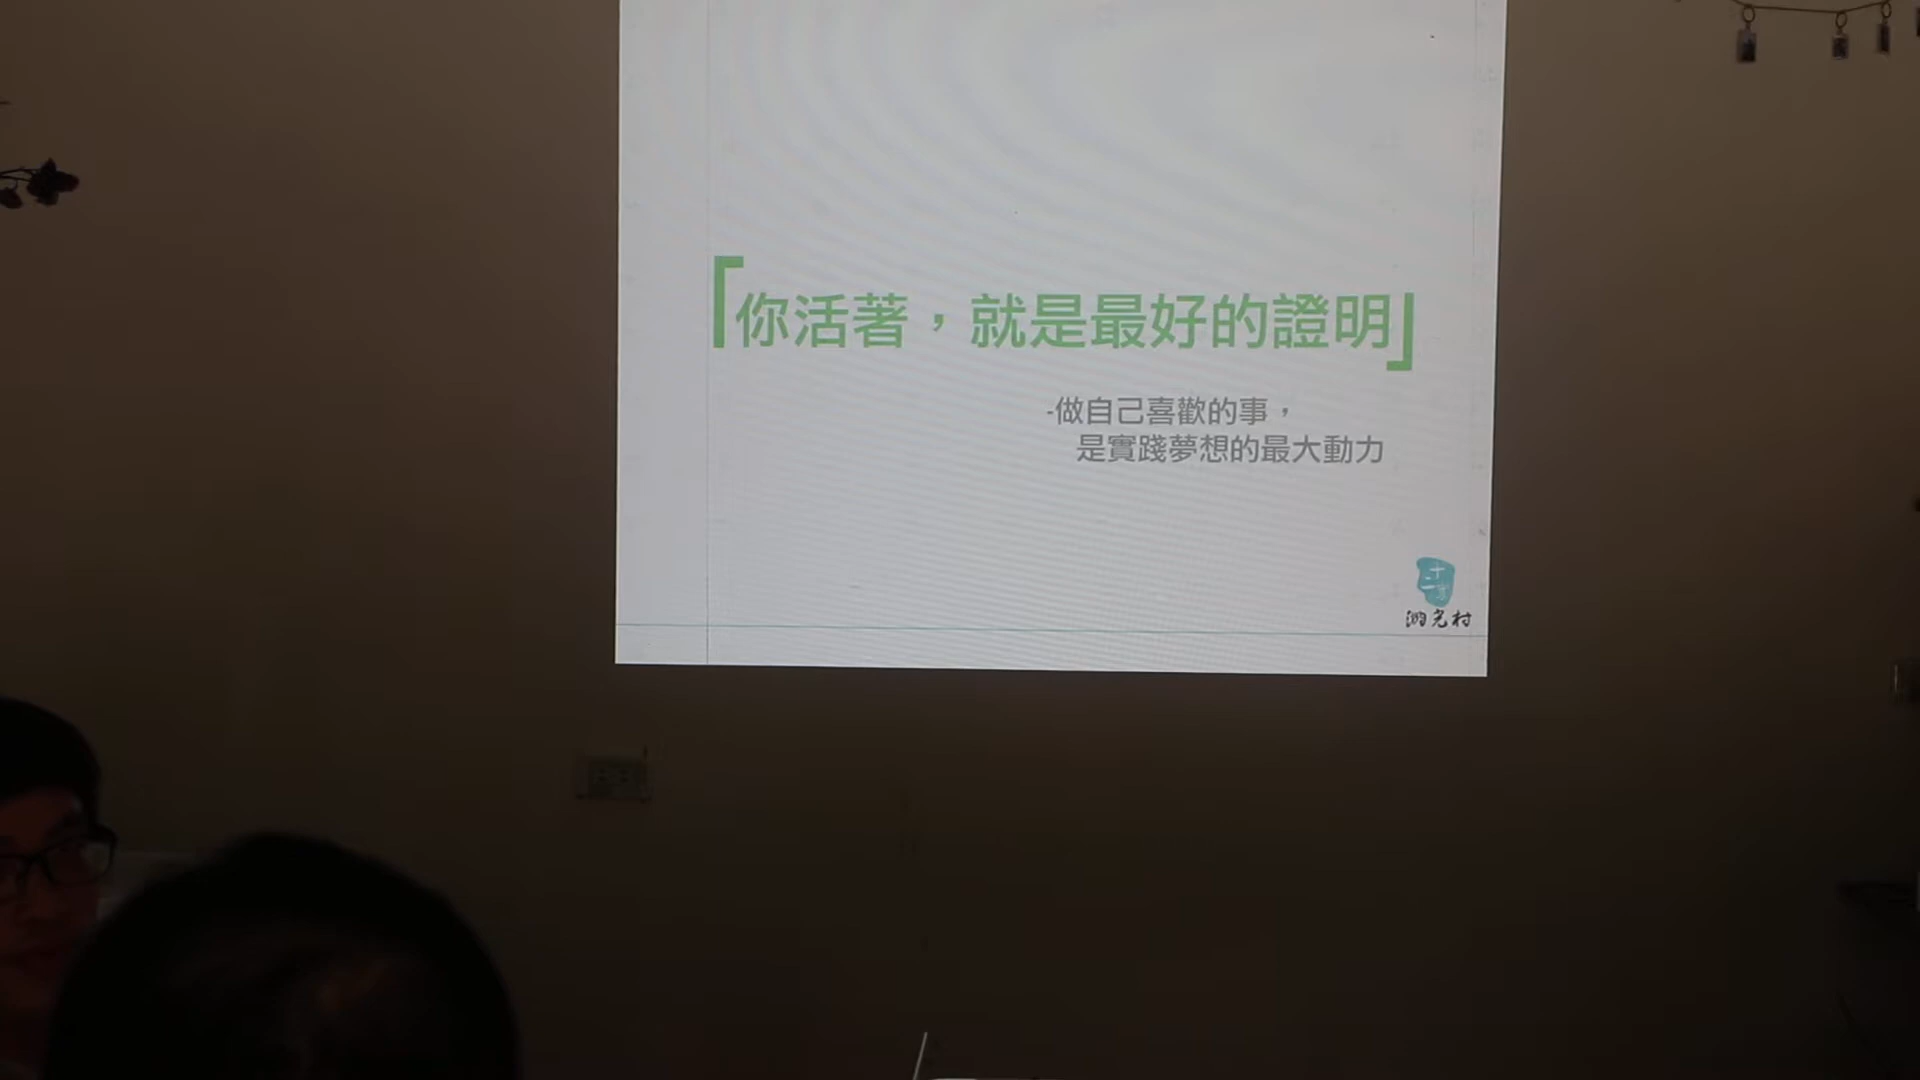 「你活著，就是最好的證明」
-做自己喜歡的事，
是實踐夢想的最大動力